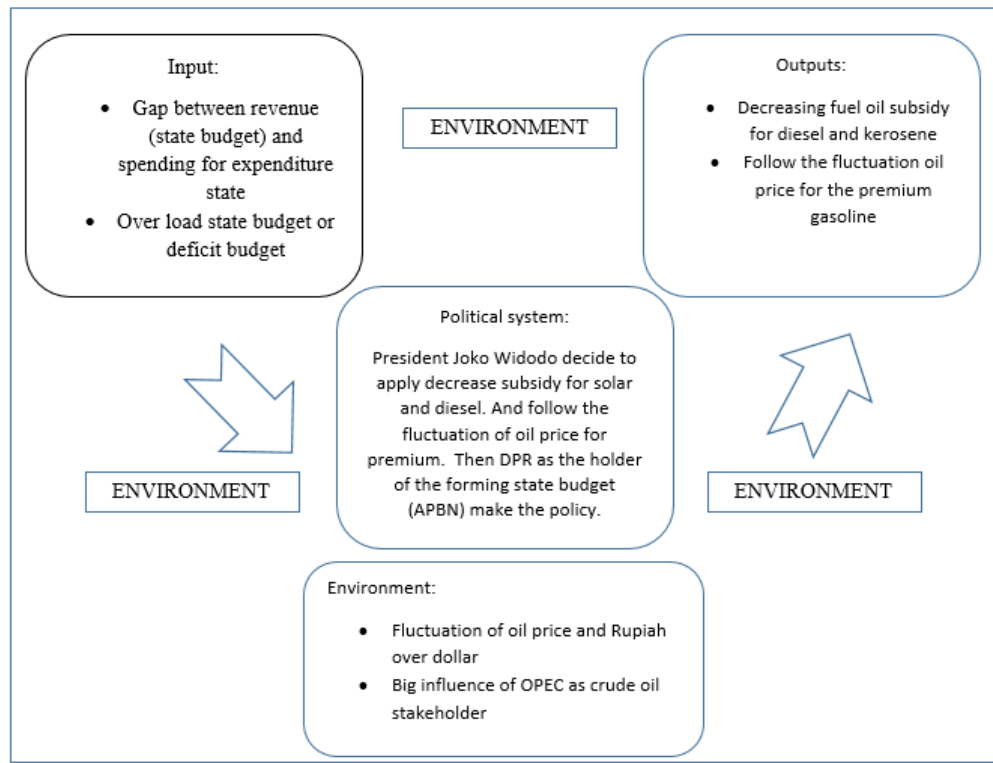 Input:
• Gap between revenue
(state budget) and
spending for expenditure
state
• Over load state budget or
deficit budget
ENVIRONMENT
Outputs:
• Decreasing fuel oil subsidy
for diesel and kerosene
• Follow the fluctuation oil
price for the premium
gasoline
Political system:
President Joko Widodo decide to
apply decrease subsidy for solar
and diesel. And follow the
fluctuation of oil price for
premium.  Then DPR as the holder
of the forming state budget
(APBN) make the policy.
ENVIRONMENT
ENVIRONMENT
Environment:
• Fluctuation of oil price and Rupiah
over dollar
• Big influence of OPEC as crude oil
stakeholder